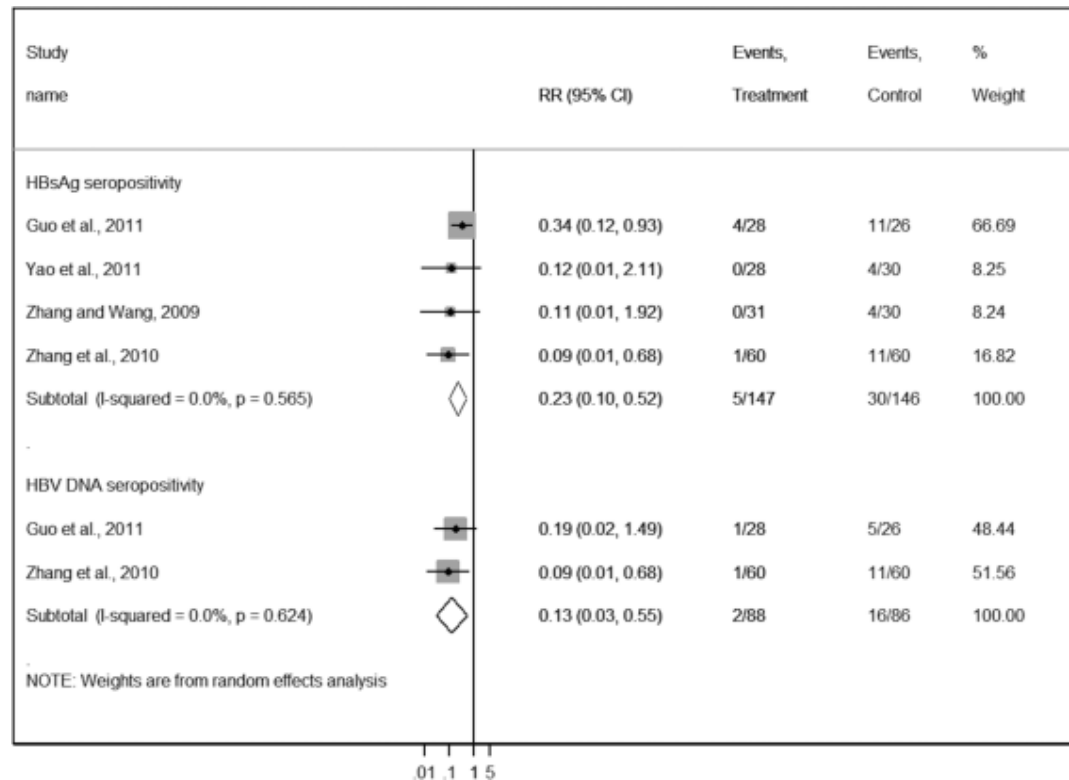 Study Events, Events, %
name RR (95% CI) Treatment Control Weight
HBsAg seropositivity
Guo et al., 2011 0.34 (0.12, 0.93) 4/28 11/26 66.69
Yao et al., 2011 0.12 (0.01, 2.11) 0/28 4/30 8.25
Zhang and Wang, 2009 0.11 (0.01, 1.92) 0/31 4/30 8.24
Zhang et al., 2010 0.09 (0.01, 0.68) 1/60 11/60 16.82
Subtotal (I-squared = 0.0%, p = 0.565) 0.23 (0.10, 0.52) 5/147 30/146 100.00
.
HBV DNA seropositivity
Guo et al., 2011 0.19 (0.02, 1.49) 1/28 5/26 48.44
Zhang et al., 2010 0.09 (0.01, 0.68) 1/60 11/60 51.56
Subtotal (I-squared = 0.0%, p = 0.624) 0.13 (0.03, 0.55) 2/88 16/86 100.00
.
NOTE: Weights are from random effects analysis
.01 .1 1 5